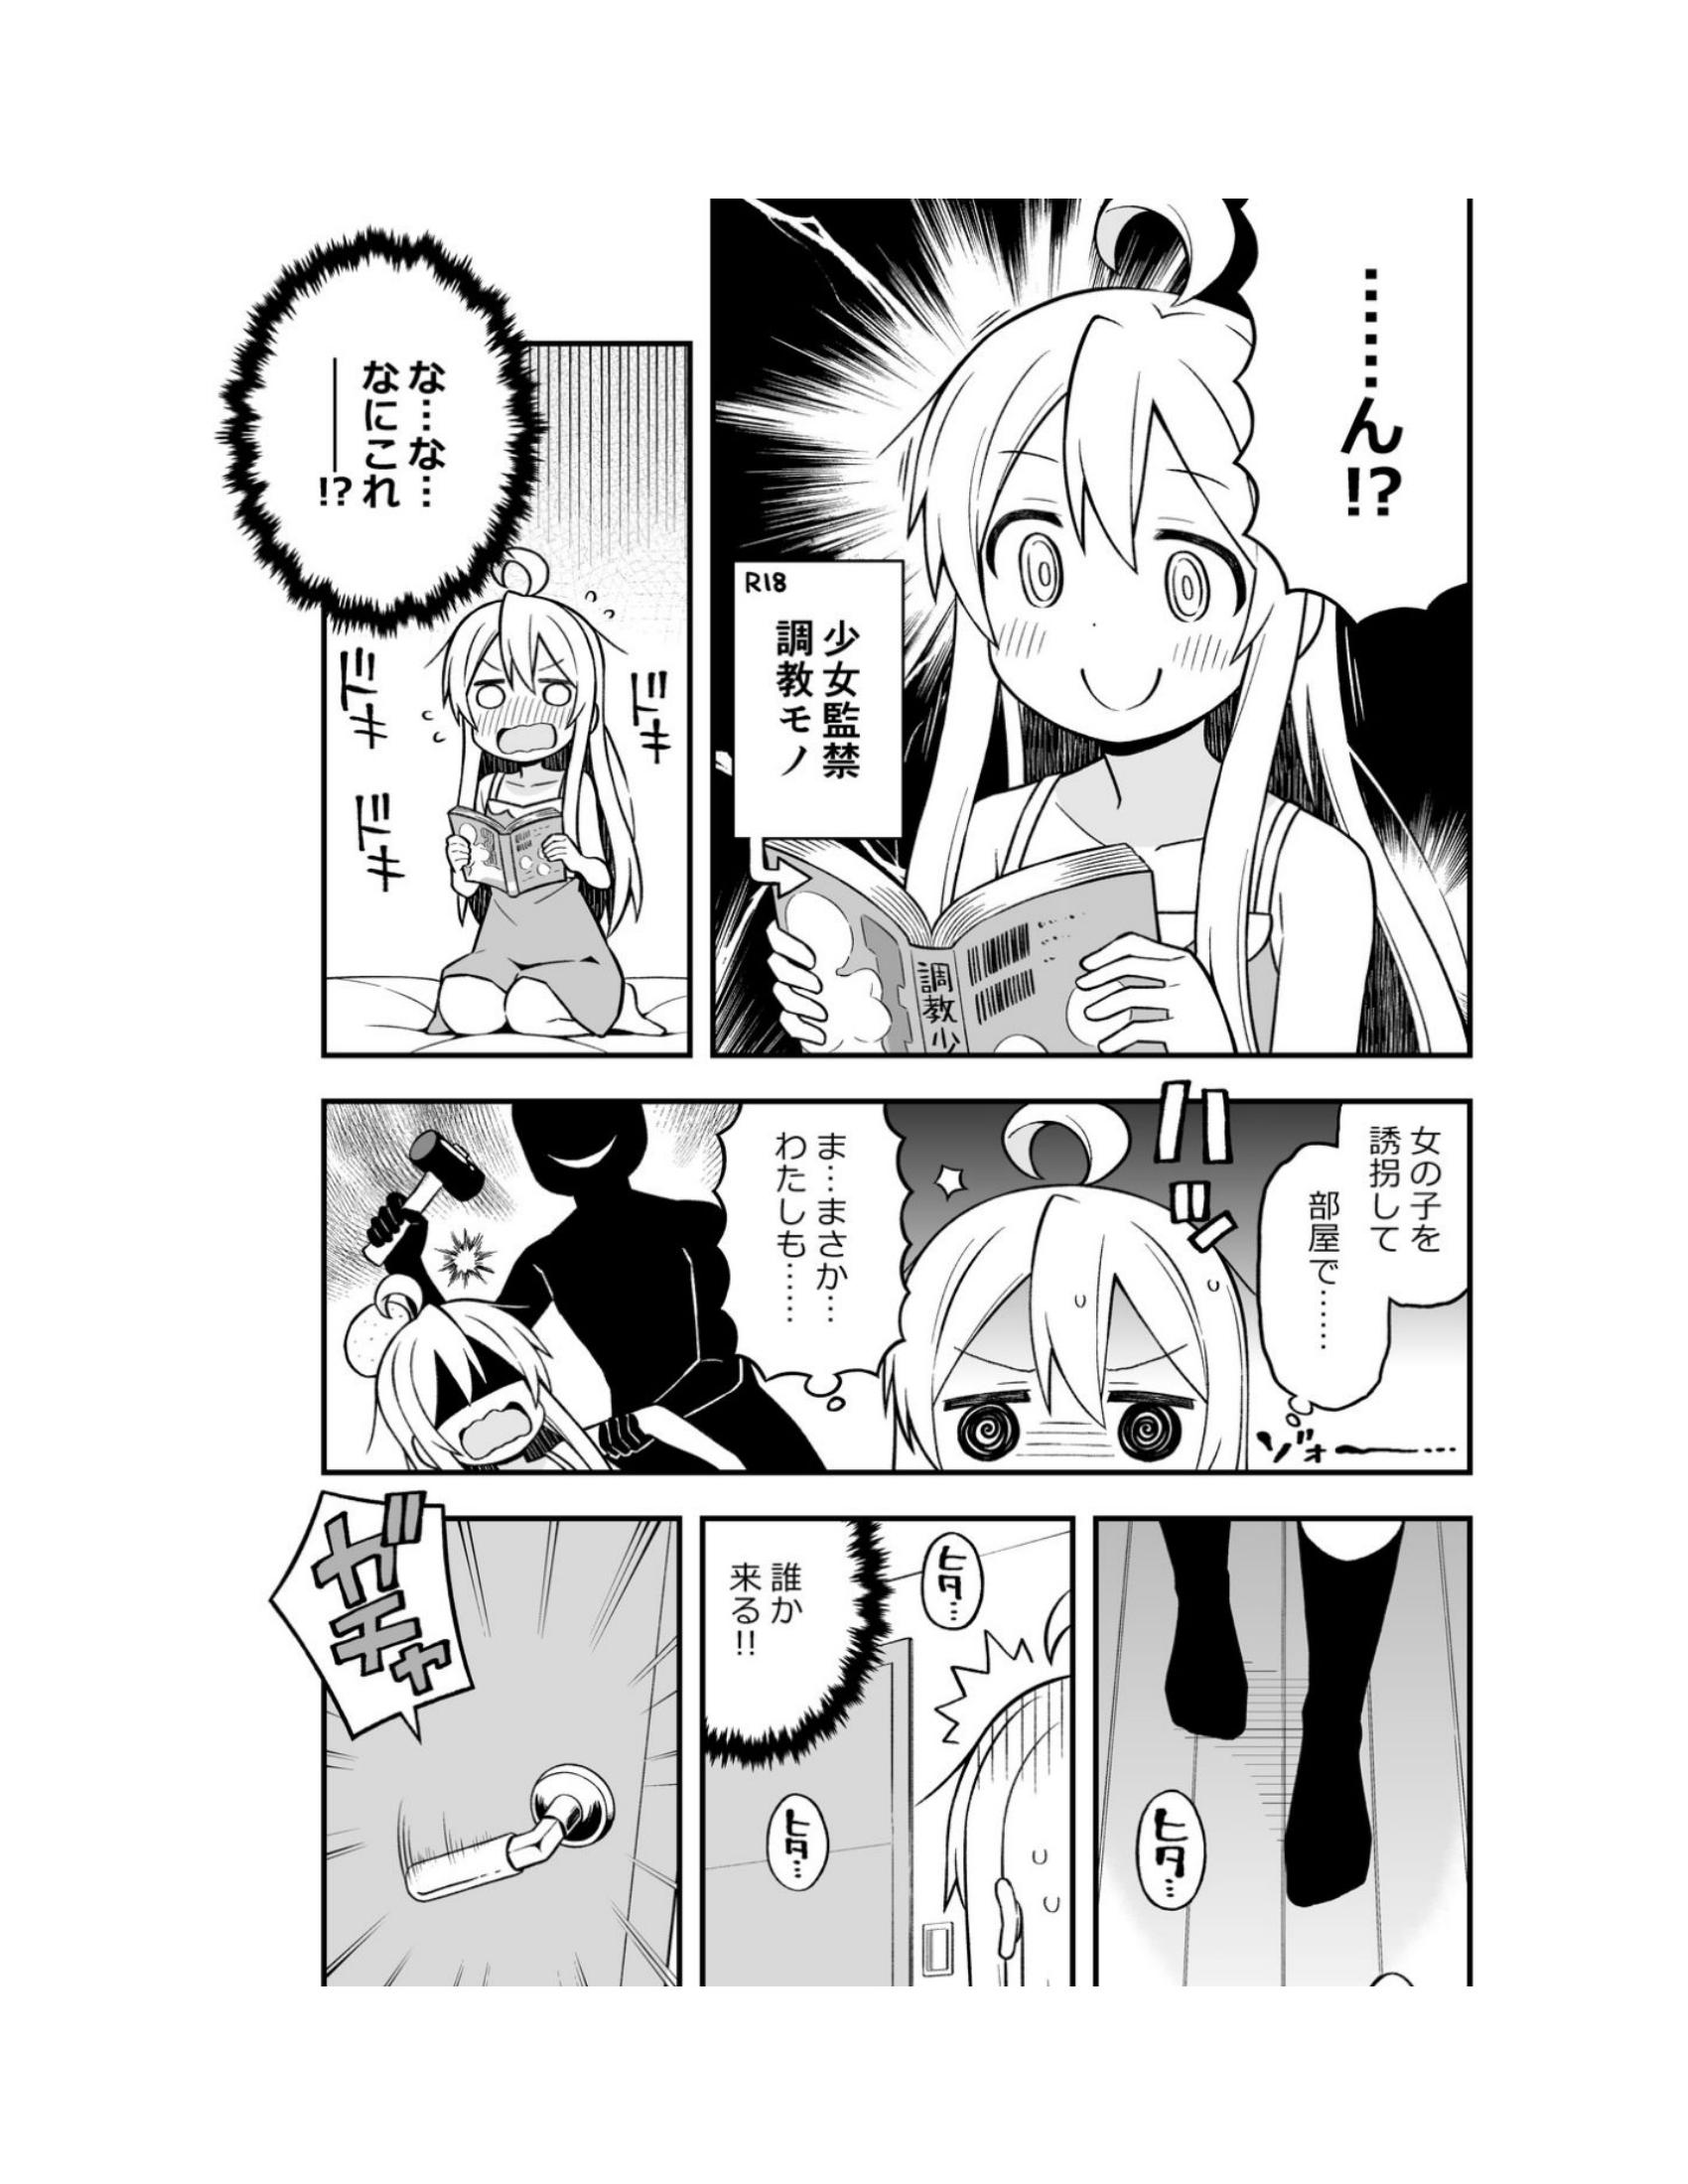 ……ん!?
R18
少女監禁
調教モノ
調教少
な…な…
なにこれ
――!?
ドキ
ドキ
ドキ
女の子を
誘拐して
部屋で……
ゾォー…
ま…まさか…
わたしも……
ヒタ…
ヒタ…
誰か
来る!!
ヒタ…
ガチャ